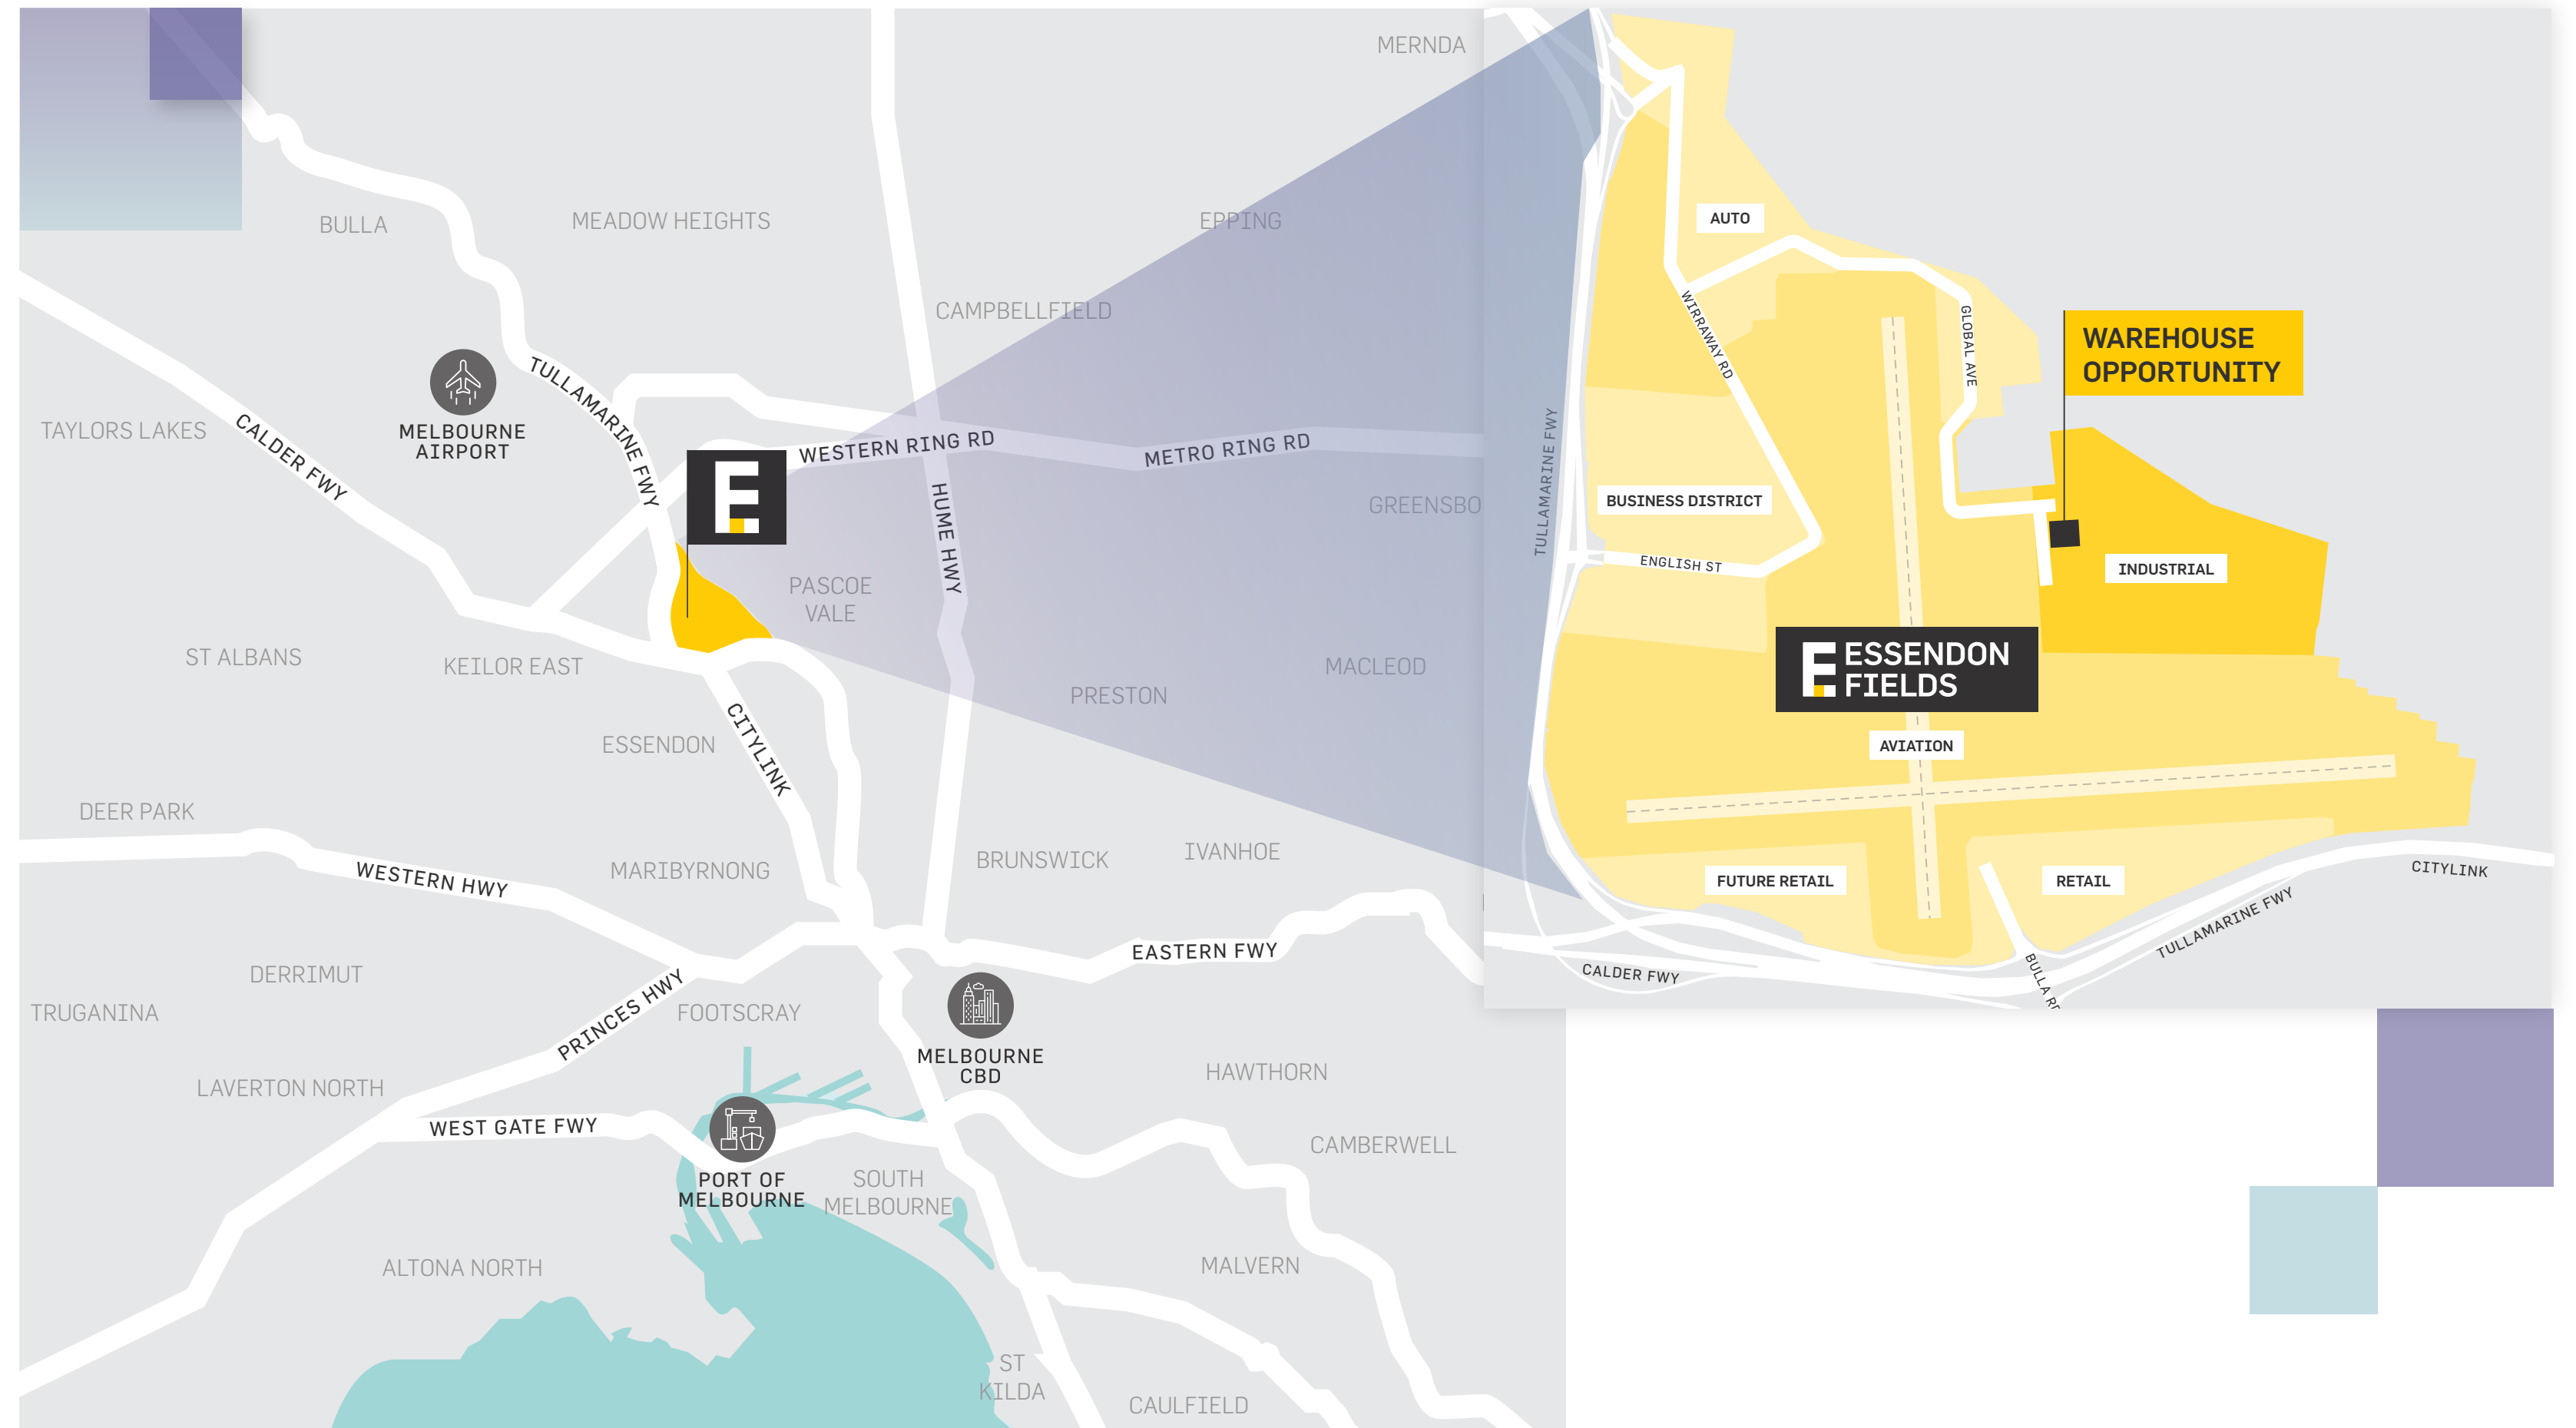 MERNDA
BULLA
MEADOW HEIGHTS
EPPING
CAMPBELLFIELD
TULLAMARINE FWY
TAYLORS LAKES
CALDER FWY
MELBOURNE
AIRPORT
WESTERN RING RD
METRO RING RD
E
HUME HWY
GREENSBO
PASCOE
VALE
ST ALBANS
KEILOR EAST
MACLEOD
PRESTON
CITYLINK
ESSENDON
DEER PARK
WESTERN HWY
MARIBYRNONG
BRUNSWICK
IVANHOE
EASTERN FWY
DERRIMUT
TRUGANINA
PRINCES HWY
FOOTSCRAY
MELBOURNE
CBD
HAWTHORN
LAVERTON NORTH
WEST GATE FWY
CAMBERWELL
PORT OF
MELBOURNE
SOUTH
MELBOURNE
ALTONA NORTH
MALVERN
ST
KILDA
CAULFIELD
AUTO
WIRRAWAY RD
GLOBAL AVE
WAREHOUSE
OPPORTUNITY
TULLAMARINE FWY
BUSINESS DISTRICT
ENGLISH ST
INDUSTRIAL
E ESSENDON
FIELDS
AVIATION
FUTURE RETAIL
RETAIL
CITYLINK
TULLAMARINE FWY
CALDER FWY
BULLA